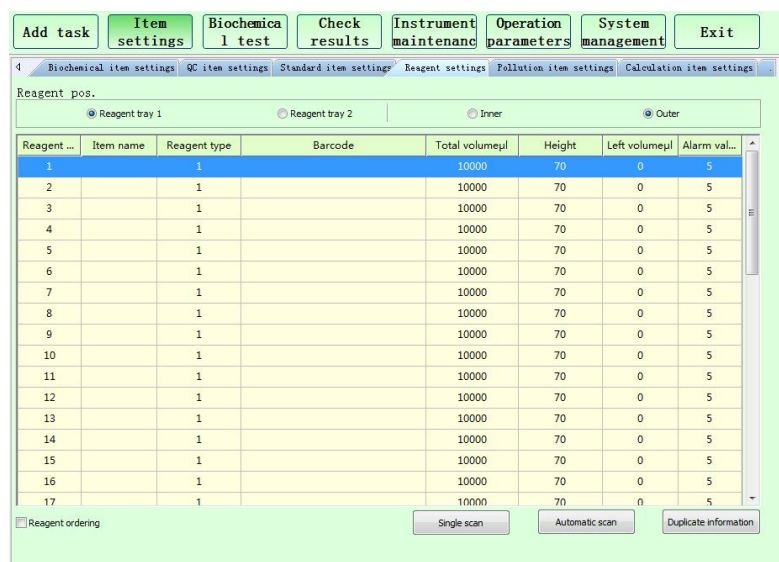 Add task Item settings Biochemica l test Check results Instrument maintenanc Operation parameters System management Exit
Biochemical item settings QC item settings Standard item settings Reagent settings Pollution item settings Calculation item settings
Reagent pos.
Reagent tray 1 Reagent tray 2 Inner Outer
Reagent ... Item name Reagent type Barcode Total volumeμl Height Left volumeμl Alarm val...
1 1 10000 70 0 5
2 1 10000 70 0 5
3 1 10000 70 0 5
4 1 10000 70 0 5
5 1 10000 70 0 5
6 1 10000 70 0 5
7 1 10000 70 0 5
8 1 10000 70 0 5
9 1 10000 70 0 5
10 1 10000 70 0 5
11 1 10000 70 0 5
12 1 10000 70 0 5
13 1 10000 70 0 5
14 1 10000 70 0 5
15 1 10000 70 0 5
16 1 10000 70 0 5
17 1 10000 70 0 5
Reagent ordering Single scan Automatic scan Duplicate information